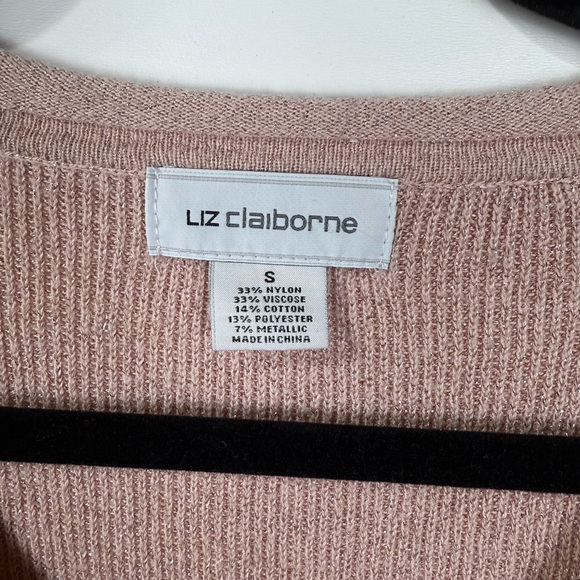 LIZ claiborne
S
33% NYLON
33% VISCOSE
14% COTTON
13% POLYESTER
7% METALLIC
MADE IN CHINA